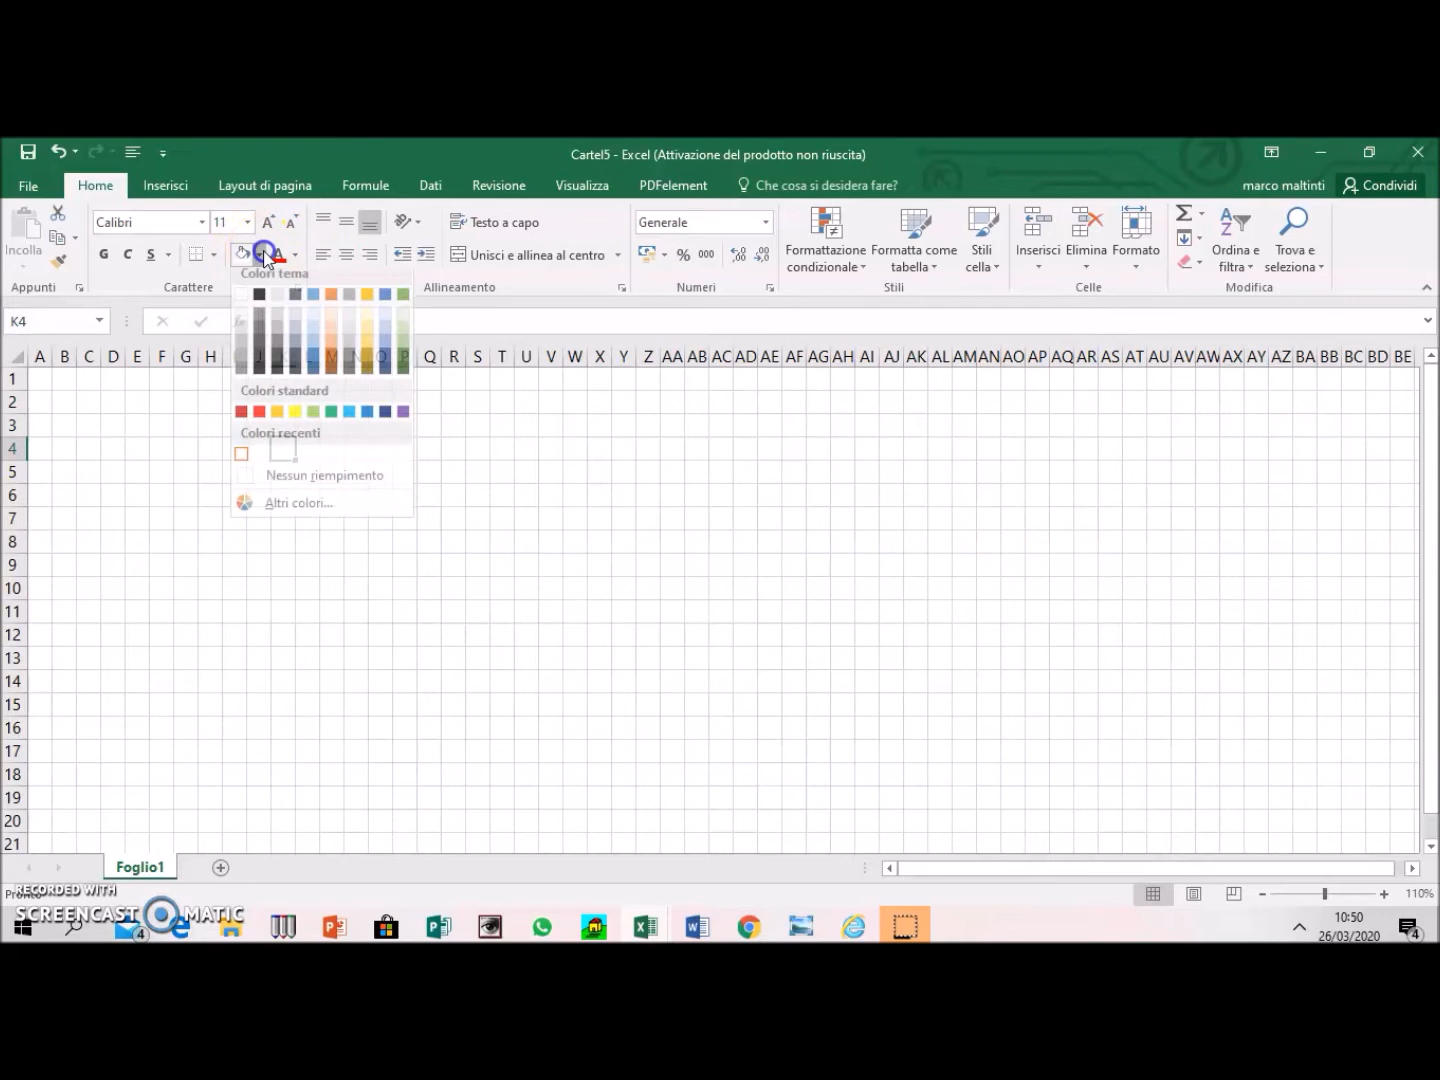 Cartel5 - Excel (Attivazione del prodotto non riuscita)
File Home Inserisci Layout di pagina Formule Dati Revisione Visualizza PDFelement Che cosa si desidera fare? marco maltinti Condividi
Incolla
Calibri 11
Testo a capo
Generale
G C S
Unisci e allinea al centro
% 000
Formattazione condizionale
Formatta come tabella
Stili cella
Inserisci Elimina Formato
Ordina e filtra
Trova e seleziona
Appunti Carattere Allineamento Numeri Stili Celle Modifica
Colori tema
K4
A B C D E F G H J M N O P Q R S T U V W X Y Z AA AB AC AD AE AF AG AH AI AJ AK AL AM AN AO AP AQ AR AS AT AU AV AW AX AY AZ BA BB BC BD BE
1
Colori standard
2
3
Colori recenti
4
5
Nessun riempimento
6
Altri colori...
7
8
9
10
11
12
13
14
15
16
17
18
19
20
21
Foglio1
RECORDED WITH
110%
SCREENCAST MATIC
4
10:50
26/03/2020
4